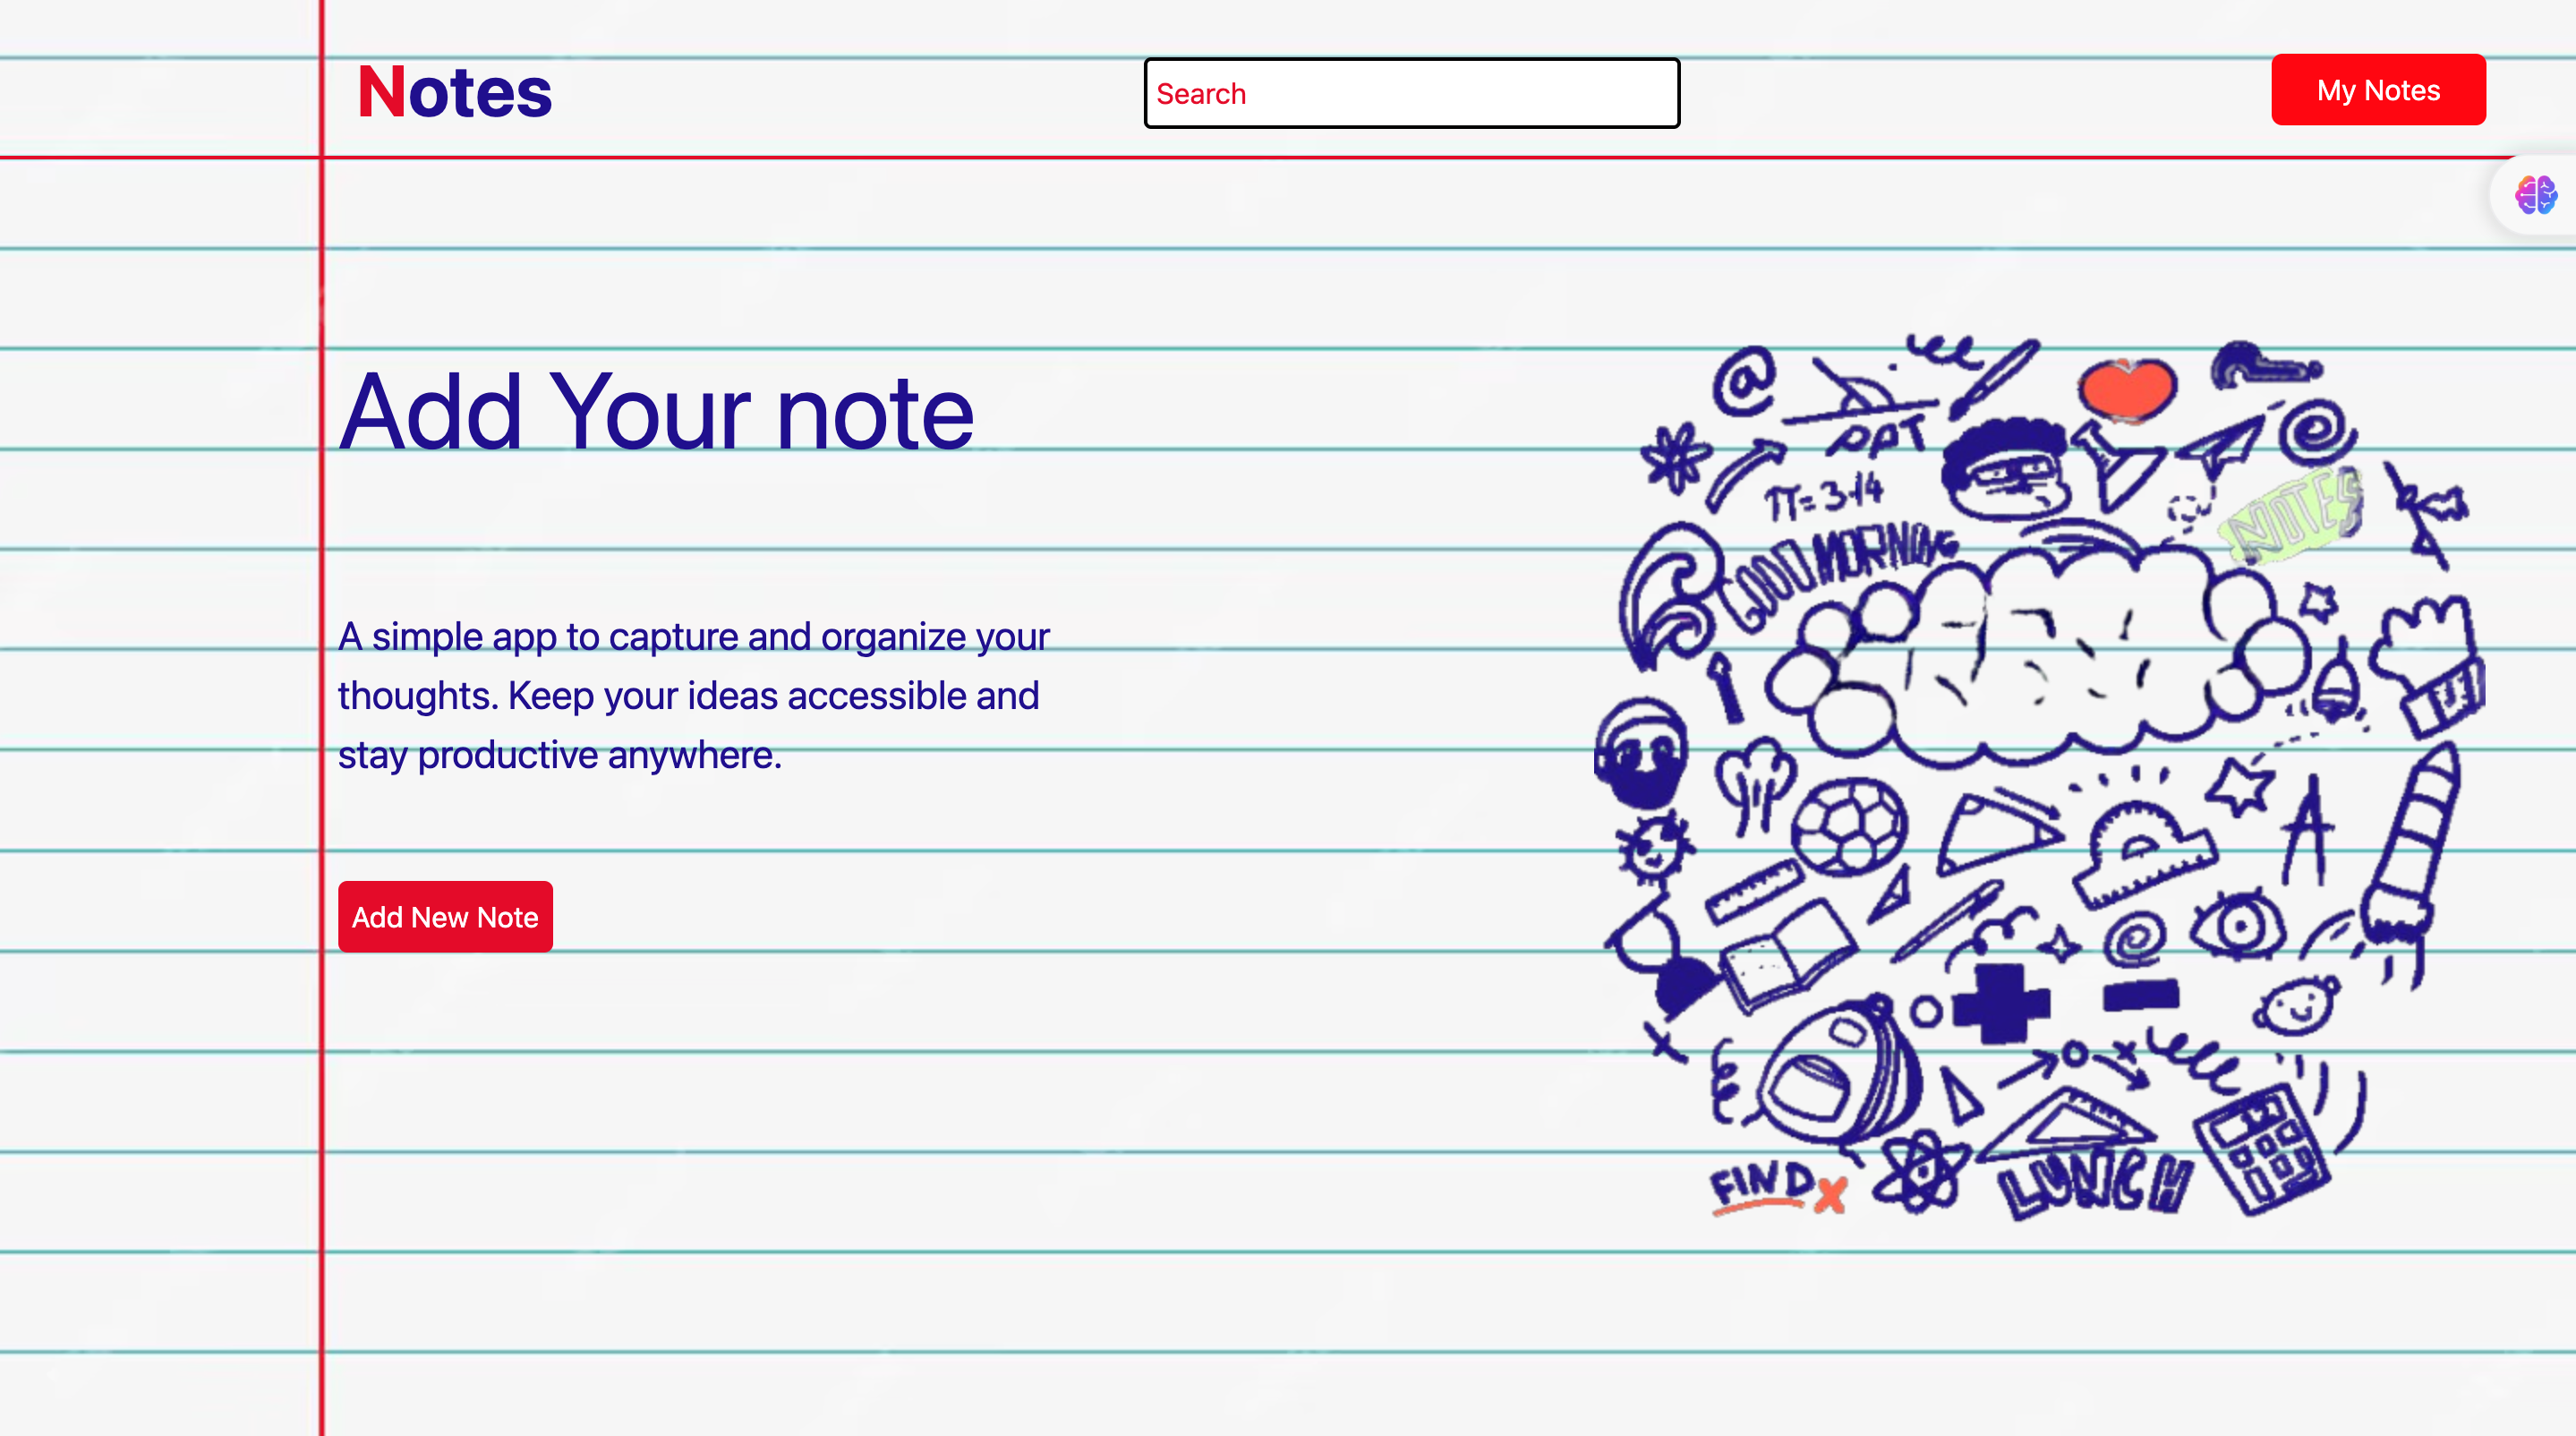 Notes
Search
My Notes
Add Your note
A simple app to capture and organize your
thoughts. Keep your ideas accessible and
stay productive anywhere.
Add New Note
@
PPT
π=3.14
NOTES
GOOD MORNING
FIND X
LUNCH